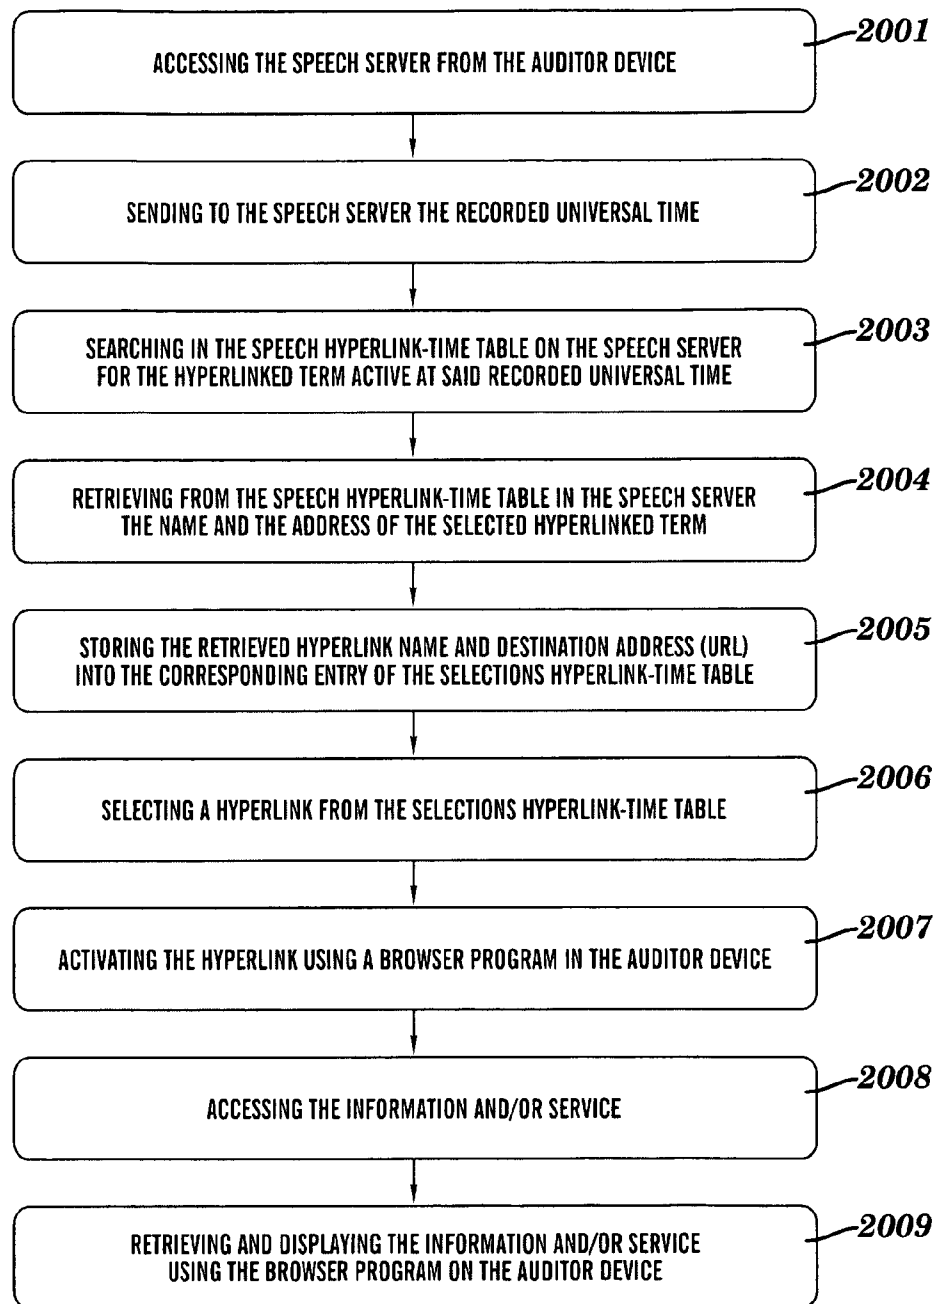 2001
ACCESSING THE SPEECH SERVER FROM THE AUDITOR DEVICE
2002
SENDING TO THE SPEECH SERVER THE RECORDED UNIVERSAL TIME
2003
SEARCHING IN THE SPEECH HYPERLINK-TIME TABLE ON THE SPEECH SERVER
FOR THE HYPERLINKED TERM ACTIVE AT SAID RECORDED UNIVERSAL TIME
2004
RETRIEVING FROM THE SPEECH HYPERLINK-TIME TABLE IN THE SPEECH SERVER
THE NAME AND THE ADDRESS OF THE SELECTED HYPERLINKED TERM
2005
STORING THE RETRIEVED HYPERLINK NAME AND DESTINATION ADDRESS (URL)
INTO THE CORRESPONDING ENTRY OF THE SELECTIONS HYPERLINK-TIME TABLE
2006
SELECTING A HYPERLINK FROM THE SELECTIONS HYPERLINK-TIME TABLE
2007
ACTIVATING THE HYPERLINK USING A BROWSER PROGRAM IN THE AUDITOR DEVICE
2008
ACCESSING THE INFORMATION AND/OR SERVICE
2009
RETRIEVING AND DISPLAYING THE INFORMATION AND/OR SERVICE
USING THE BROWSER PROGRAM ON THE AUDITOR DEVICE